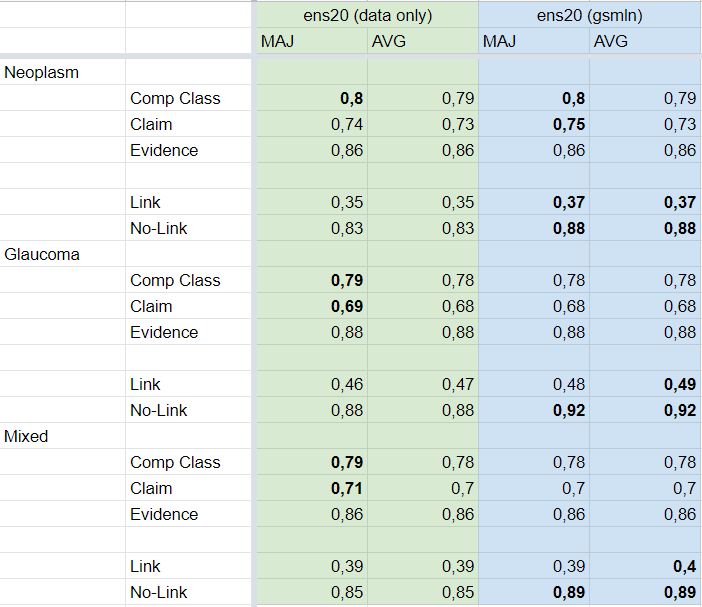 ens20 (data only) ens20 (gsmln)
MAJ AVG MAJ AVG
Neoplasm
Comp Class 0,8 0,79 0,8 0,79
Claim 0,74 0,73 0,75 0,73
Evidence 0,86 0,86 0,86 0,86
Link 0,35 0,35 0,37 0,37
No-Link 0,83 0,83 0,88 0,88
Glaucoma
Comp Class 0,79 0,78 0,78 0,78
Claim 0,69 0,68 0,68 0,68
Evidence 0,88 0,88 0,88 0,88
Link 0,46 0,47 0,48 0,49
No-Link 0,88 0,88 0,92 0,92
Mixed
Comp Class 0,79 0,78 0,78 0,78
Claim 0,71 0,7 0,7 0,7
Evidence 0,86 0,86 0,86 0,86
Link 0,39 0,39 0,39 0,4
No-Link 0,85 0,85 0,89 0,89